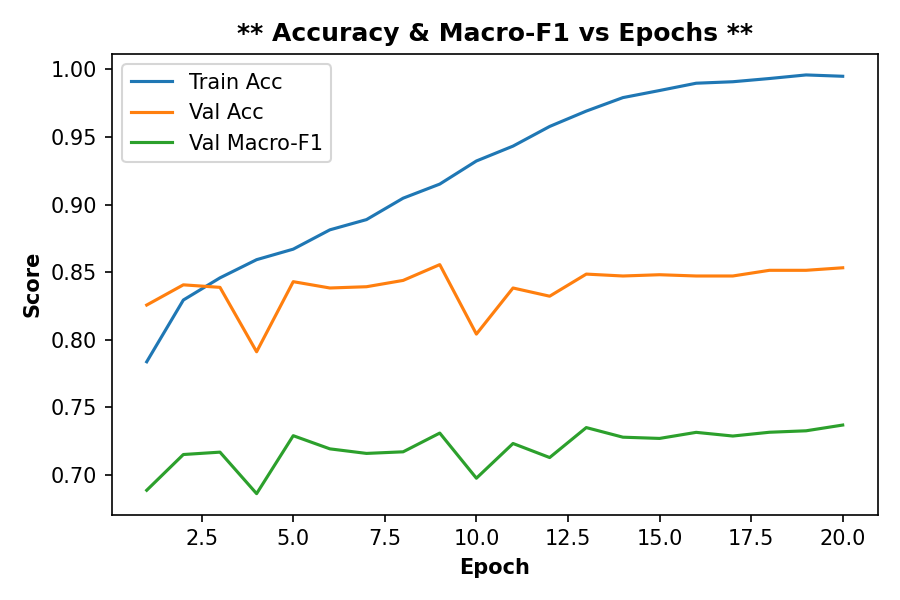 ** Accuracy & Macro-F1 vs Epochs **
Train Acc
Val Acc
Val Macro-F1
Score
1.00
0.95
0.90
0.85
0.80
0.75
0.70
2.5 5.0 7.5 10.0 12.5 15.0 17.5 20.0
Epoch